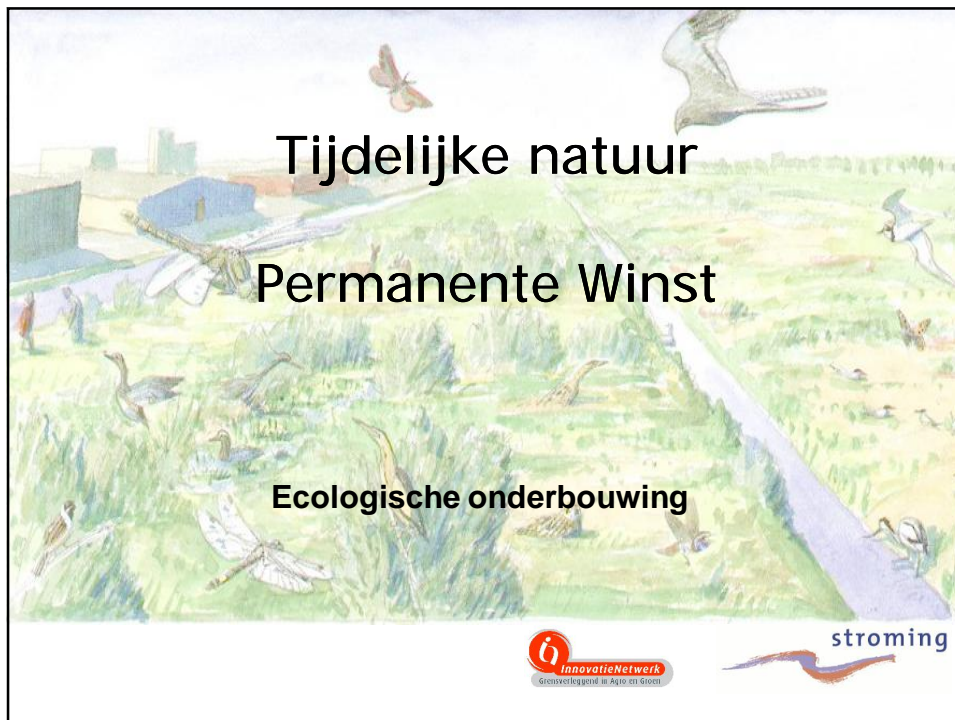 Tijdelijke natuur
Permanente Winst
Ecologische onderbouwing
stroming
InnovatieNetwerk
Grensverleggend in Agro en Groen